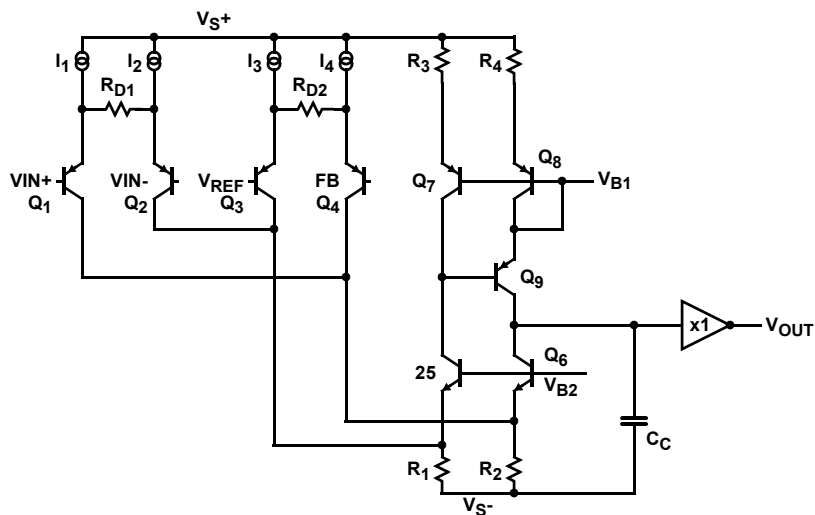 VS+
I1
I2
I3
I4
R3
R4
RD1
RD2
VIN+
Q1
VIN-
Q2
VREF
Q3
FB
Q4
Q7
Q8
VB1
Q9
x1
VOUT
25
Q6
VB2
CC
R1
R2
VS-